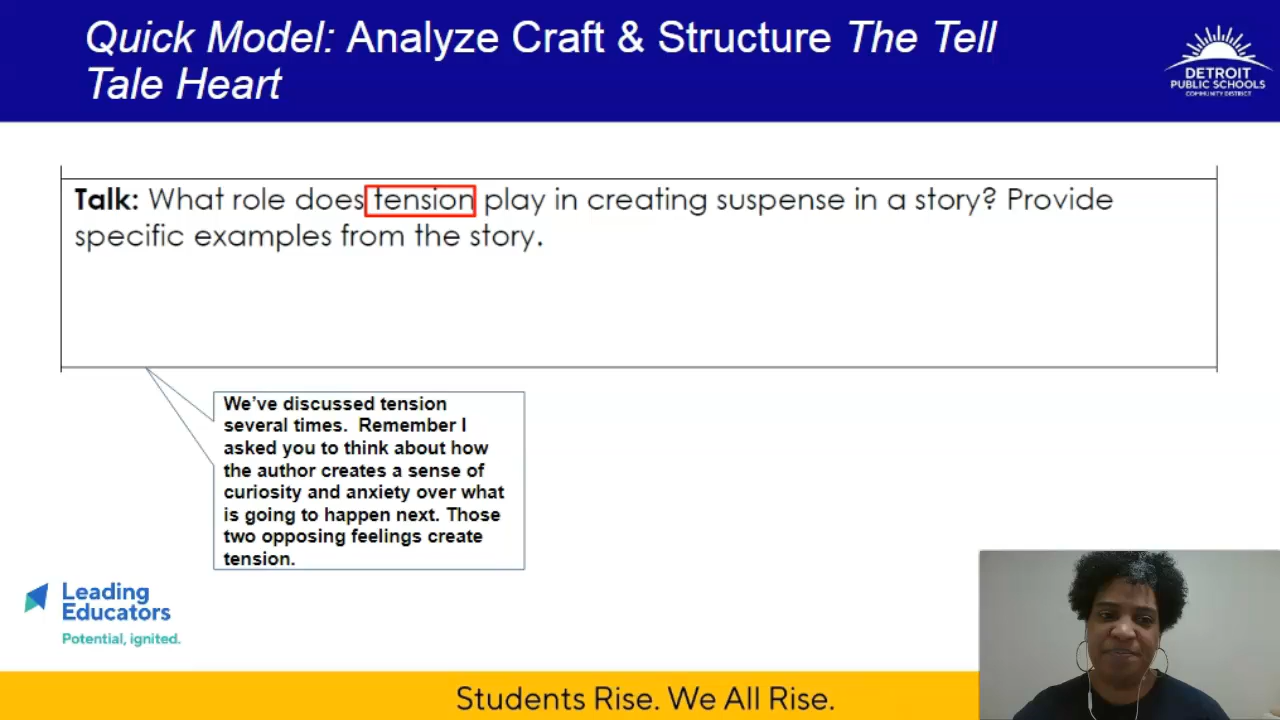 Quick Model: Analyze Craft & Structure The Tell
Tale Heart
DETROIT
PUBLIC SCHOOLS
COMMUNITY DISTRICT
Talk: What role does tension play in creating suspense in a story? Provide
specific examples from the story.
We've discussed tension
several times.  Remember I
asked you to think about how
the author creates a sense of
curiosity and anxiety over what
is going to happen next. Those
two opposing feelings create
tension.
Leading
Educators
Potential, ignited.
Students Rise. We All Rise.